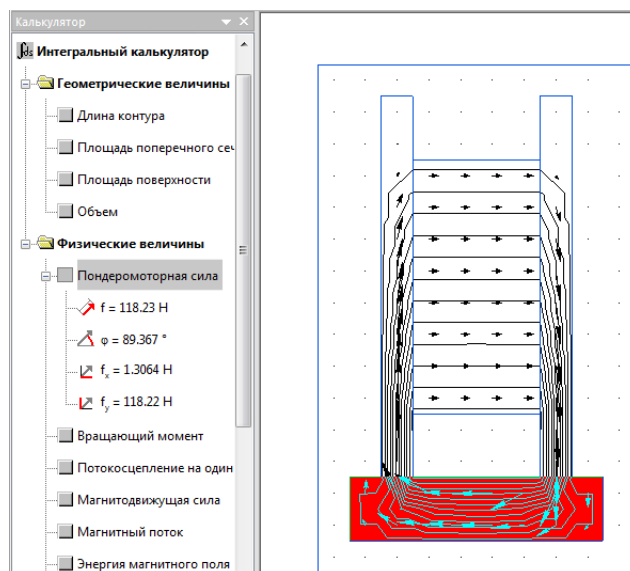 Калькулятор
Интегральный калькулятор
Геометрические величины
Длина контура
Площадь поперечного сеч
Площадь поверхности
Объем
Физические величины
Пондеромоторная сила
f = 118.23 Н
φ = 89.367 °
fx = 1.3064 Н
fy = 118.22 Н
Вращающий момент
Потокосцепление на один
Магнитодвижущая сила
Магнитный поток
Энергия магнитного поля